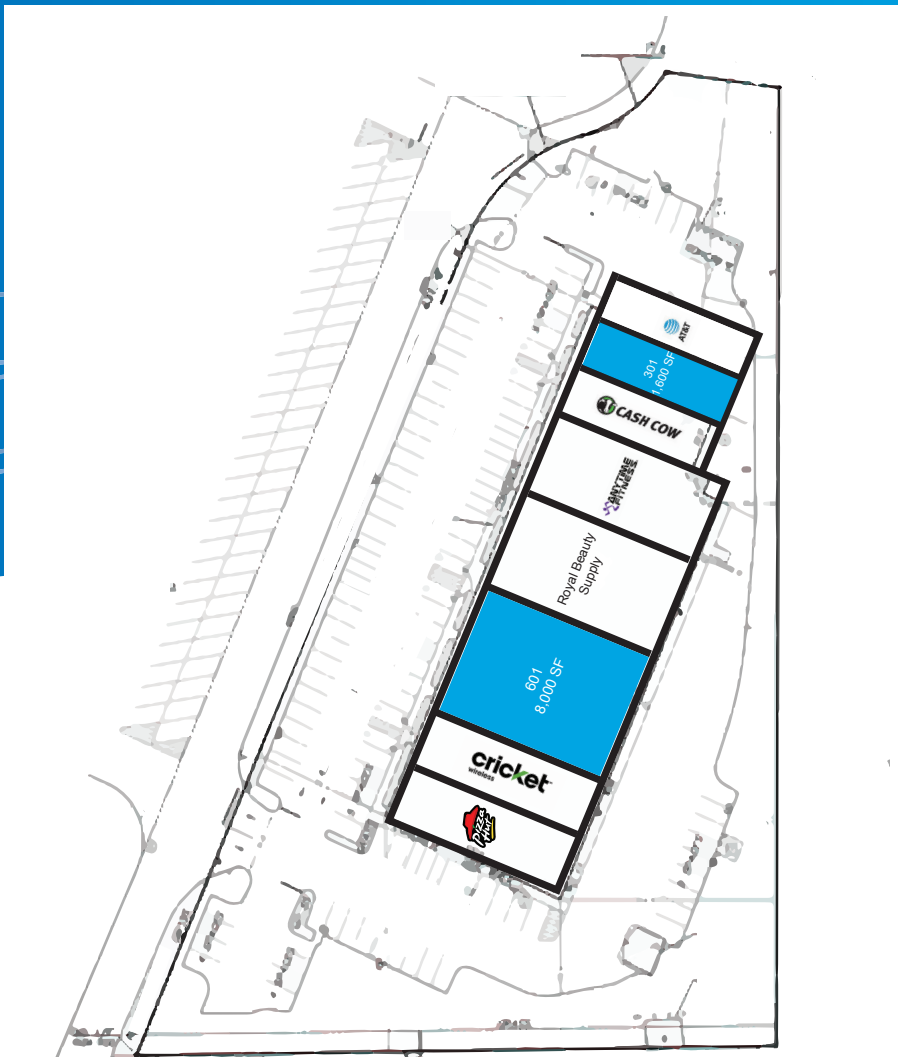 AT&T
301
1,600 SF
CASH COW
ANYTIME
FITNESS
Royal Beauty
Supply
601
8,000 SF
cricket
wireless
Pizza
Hut